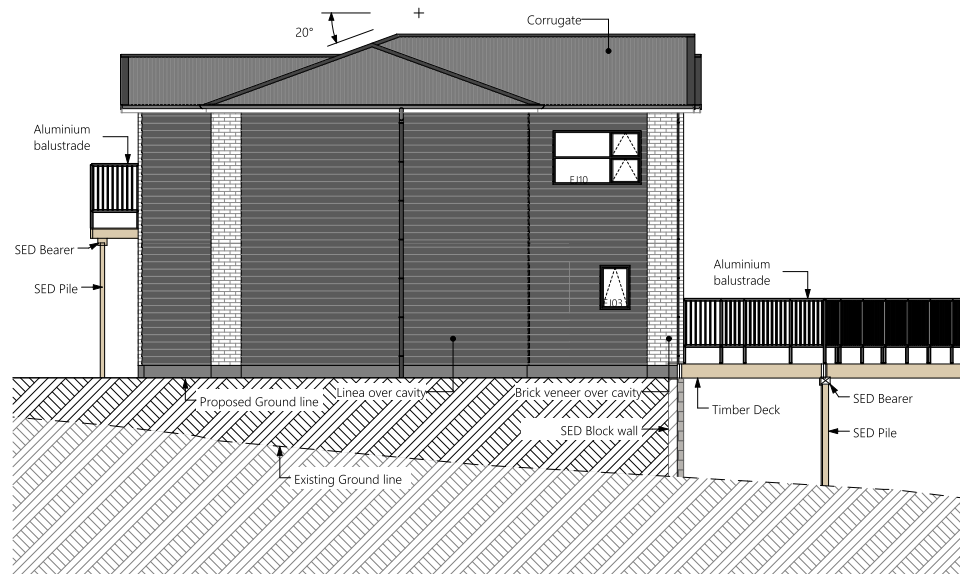 Corrugate
20°
Aluminium
balustrade
EJ10
SED Bearer
SED Pile
Aluminium
balustrade
EJ03
Proposed Ground line
Linea over cavity
Brick veneer over cavity
Timber Deck
SED Bearer
SED Block wall
SED Pile
Existing Ground line